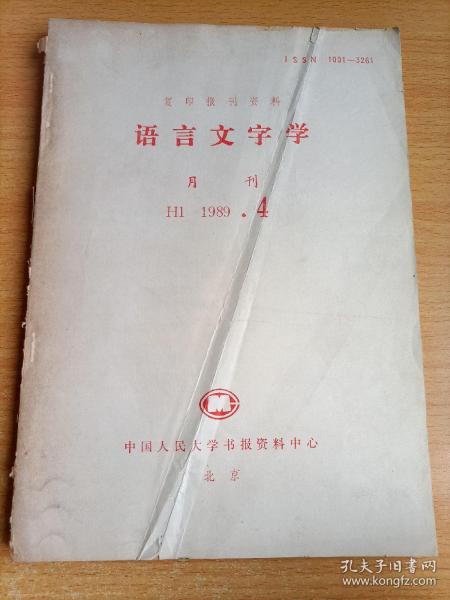 ISSN 1001-3261
复印报刊资料
语言文字学
月刊
H1 1989.4
中国人民大学书报资料中心
北京
孔夫子旧书网
www.kongfz.com